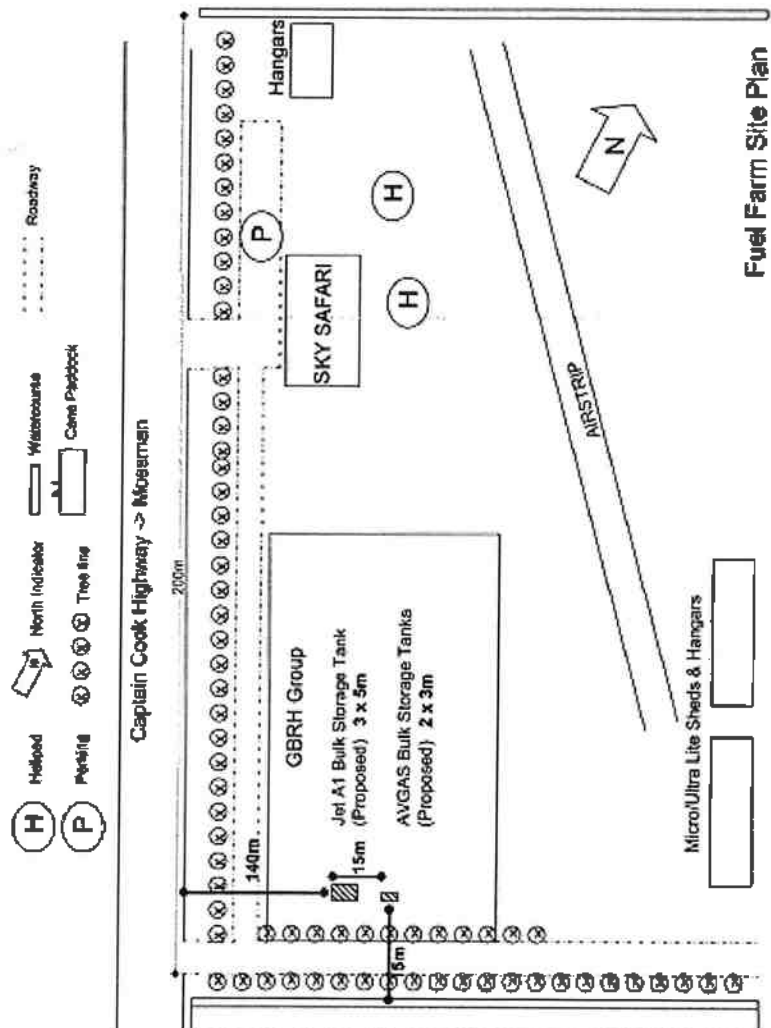 H Helipad
North Indicator
Watercourse
Roadway
P Parking
Tree line
Cane Paddock
Captain Cook Highway -> Mossman
200m
Hangars
P
SKY SAFARI
H
H
GBRH Group
140m
Jet A1 Bulk Storage Tank
(Proposed) 3 x 5m
15m
AVGAS Bulk Storage Tanks
(Proposed) 2 x 3m
AIRSTRIP
N
Micro/Ultra Lite Sheds & Hangars
Fuel Farm Site Plan